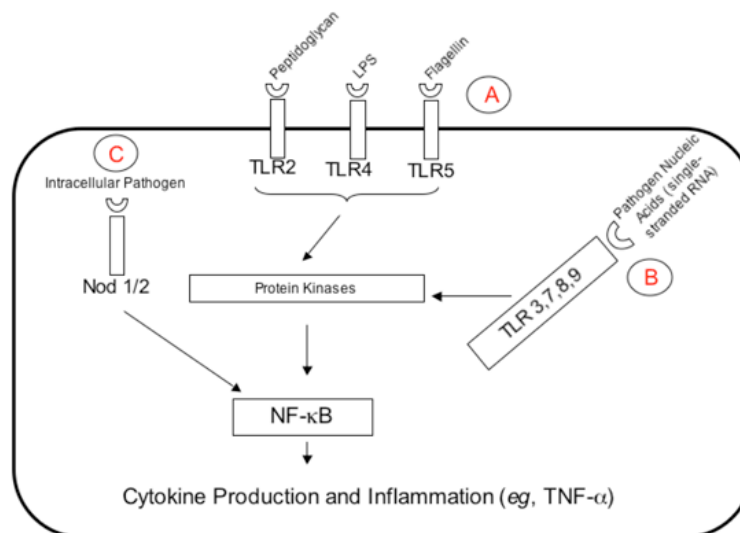 Peptidoglycan
LPS
Flagellin
A
C
Intracellular Pathogen
TLR2
TLR4
TLR5
Pathogen Nucleic
Acids (single-
stranded RNA)
B
Nod 1/2
Protein Kinases
TLR 3,7,8,9
NF-κB
Cytokine Production and Inflammation (eg, TNF-α)